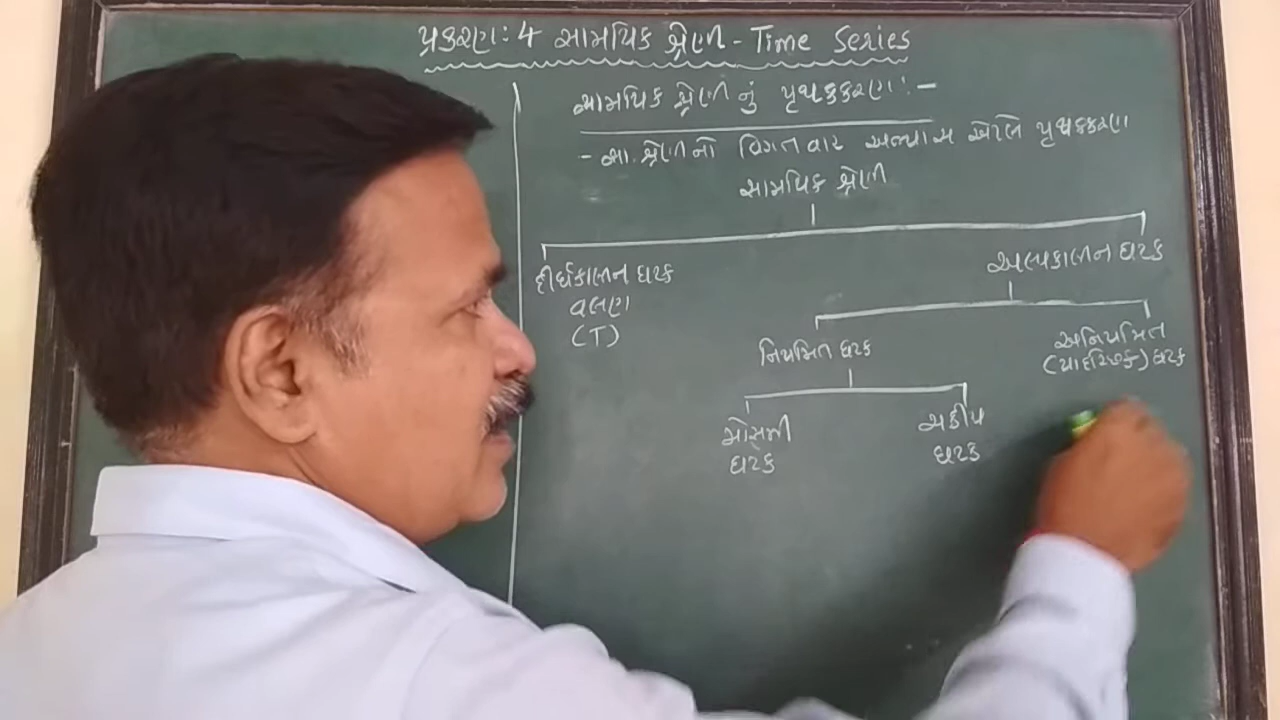 પ્રકરણ: 4 સામયિક શ્રેણી - Time Series
સામયિક શ્રેણીનું પૃથક્કરણ :-
- સા. શ્રેણીનો વિગતવાર અભ્યાસ એટલે પૃથક્કરણ
સામયિક શ્રેણી
દીર્ઘકાલીન ઘટક
વલણ
(T)
અલ્પકાલીન ઘટક
નિયમિત ઘટક
અનિયમિત
(યાદચ્છિક) ઘટક
મોસમી
ઘટક
ચક્રીય
ઘટક